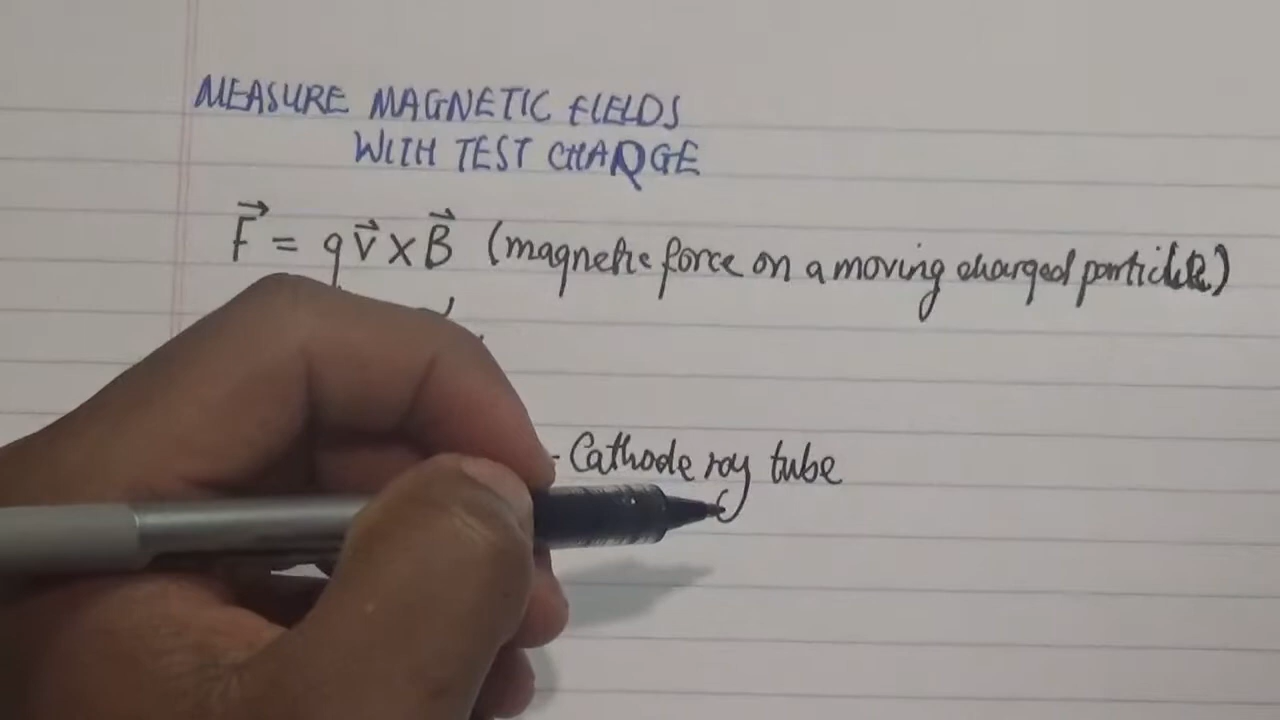 MEASURE MAGNETIC FIELDS
WITH TEST CHARGE
F⃗ = qv⃗ × B⃗ (magnetic force on a moving charged particle)
- Cathode ray tube